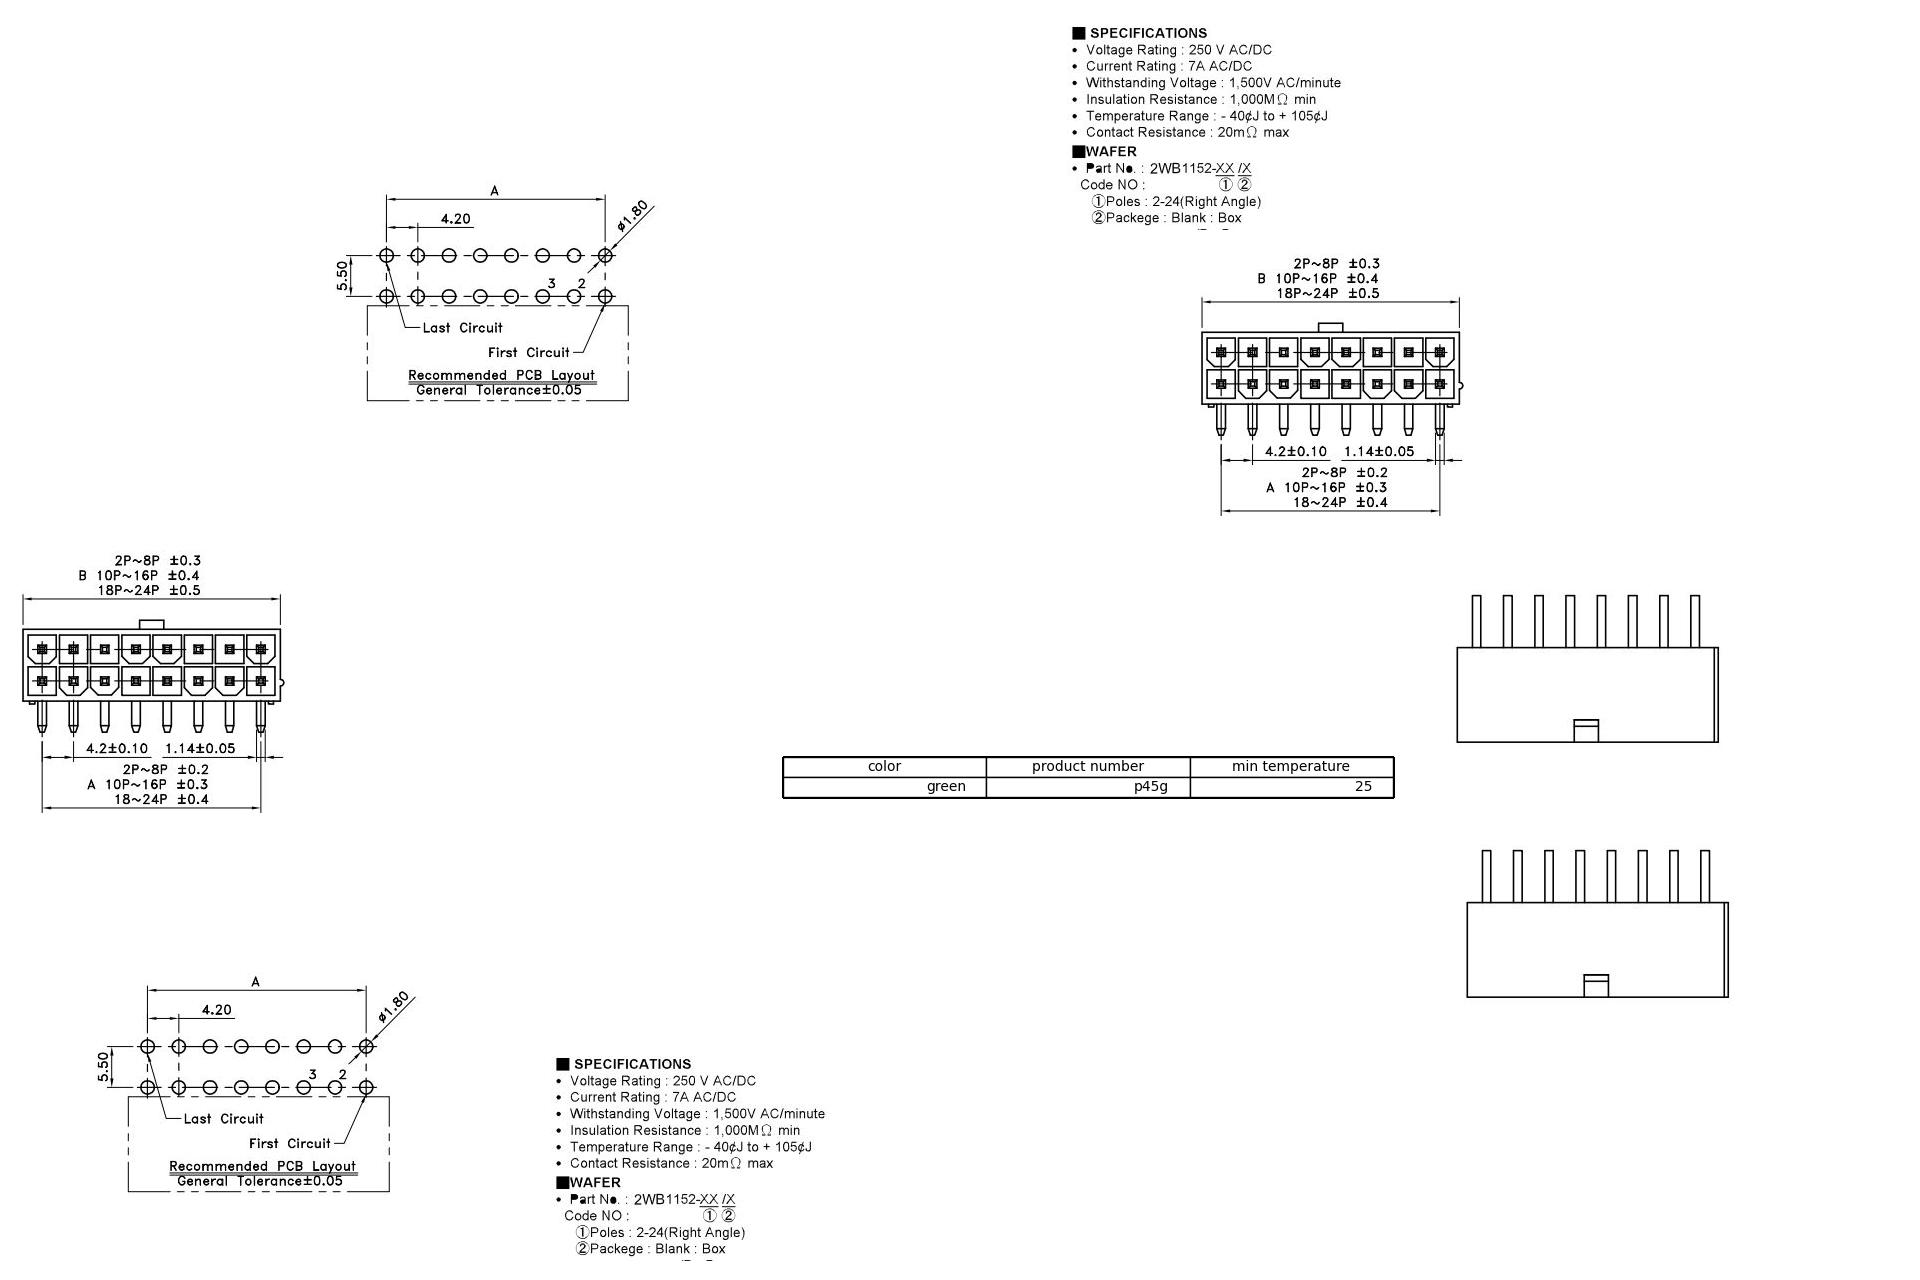 ■ SPECIFICATIONS
• Voltage Rating : 250 V AC/DC
• Current Rating : 7A AC/DC
• Withstanding Voltage : 1,500V AC/minute
• Insulation Resistance : 1,000MΩ min
• Temperature Range : - 40¢J to + 105¢J
• Contact Resistance : 20mΩ max
■WAFER
• Part No. : 2WB1152-XX /X
Code NO : ① ②
①Poles : 2-24(Right Angle)
②Packege : Blank : Box
A
4.20
ø1.80
5.50
3 2
Last Circuit
First Circuit
Recommended PCB Layout
General Tolerance±0.05
2P~8P ±0.3
B 10P~16P ±0.4
18P~24P ±0.5
4.2±0.10 1.14±0.05
2P~8P ±0.2
A 10P~16P ±0.3
18~24P ±0.4
2P~8P ±0.3
B 10P~16P ±0.4
18P~24P ±0.5
4.2±0.10 1.14±0.05
2P~8P ±0.2
A 10P~16P ±0.3
18~24P ±0.4
color product number min temperature
green p45g 25
A
4.20
ø1.80
5.50
3 2
Last Circuit
First Circuit
Recommended PCB Layout
General Tolerance±0.05
■ SPECIFICATIONS
• Voltage Rating : 250 V AC/DC
• Current Rating : 7A AC/DC
• Withstanding Voltage : 1,500V AC/minute
• Insulation Resistance : 1,000MΩ min
• Temperature Range : - 40¢J to + 105¢J
• Contact Resistance : 20mΩ max
■WAFER
• Part No. : 2WB1152-XX /X
Code NO : ① ②
①Poles : 2-24(Right Angle)
②Packege : Blank : Box